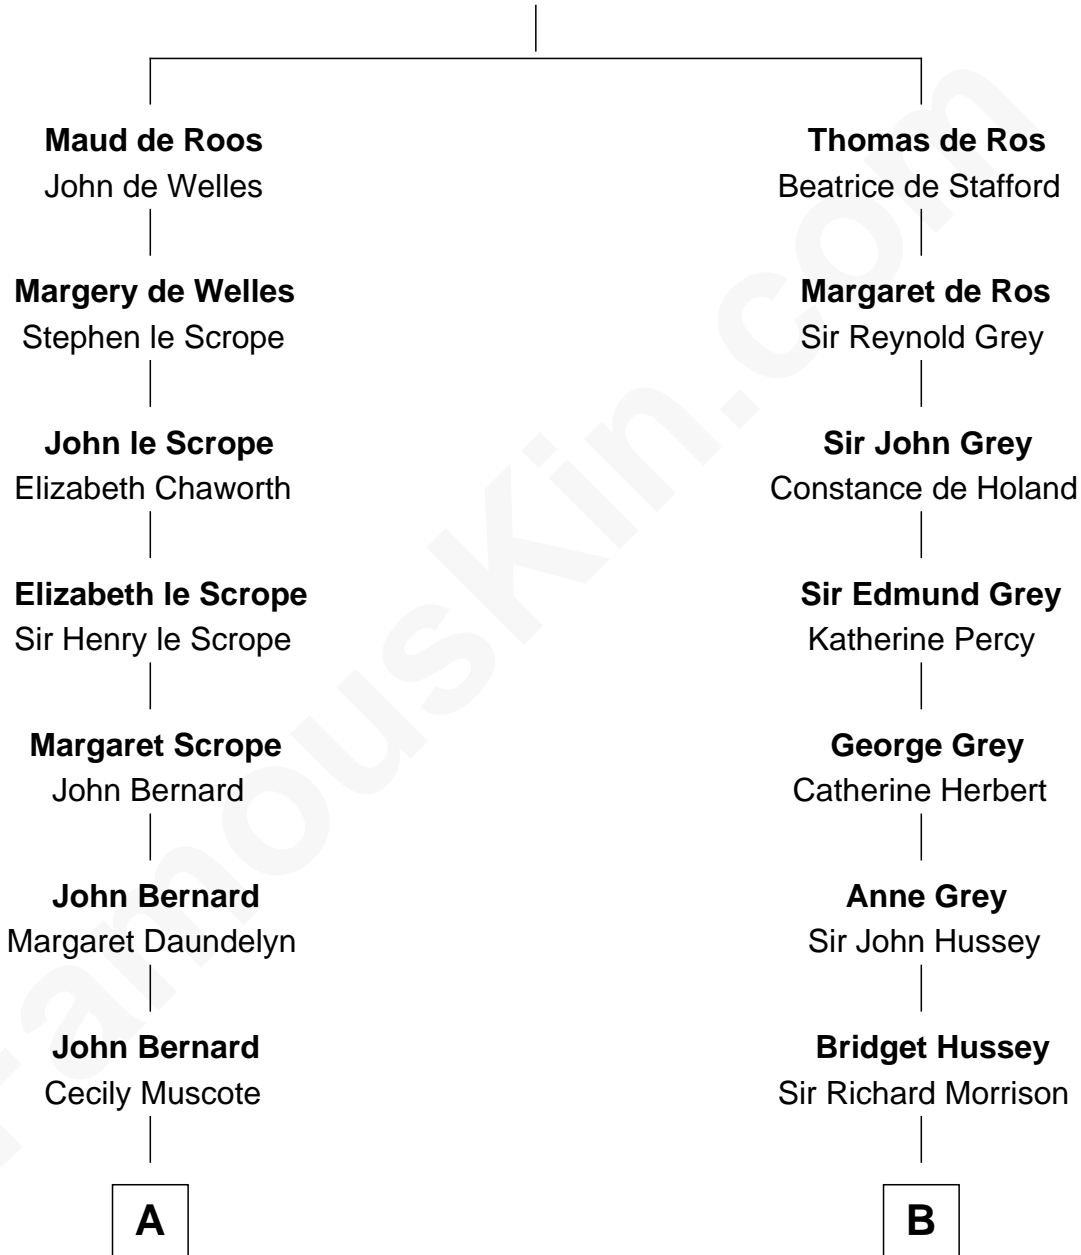 Maud de Roos
John de Welles
Margery de Welles
Stephen le Scrope
John le Scrope
Elizabeth Chaworth
Elizabeth le Scrope
Sir Henry le Scrope
Margaret Scrope
John Bernard
John Bernard
Margaret Daundelyn
John Bernard
Cecily Muscote
A
Thomas de Ros
Beatrice de Stafford
Margaret de Ros
Sir Reynold Grey
Sir John Grey
Constance de Holand
Sir Edmund Grey
Katherine Percy
George Grey
Catherine Herbert
Anne Grey
Sir John Hussey
Bridget Hussey
Sir Richard Morrison
B
FamousKin.com